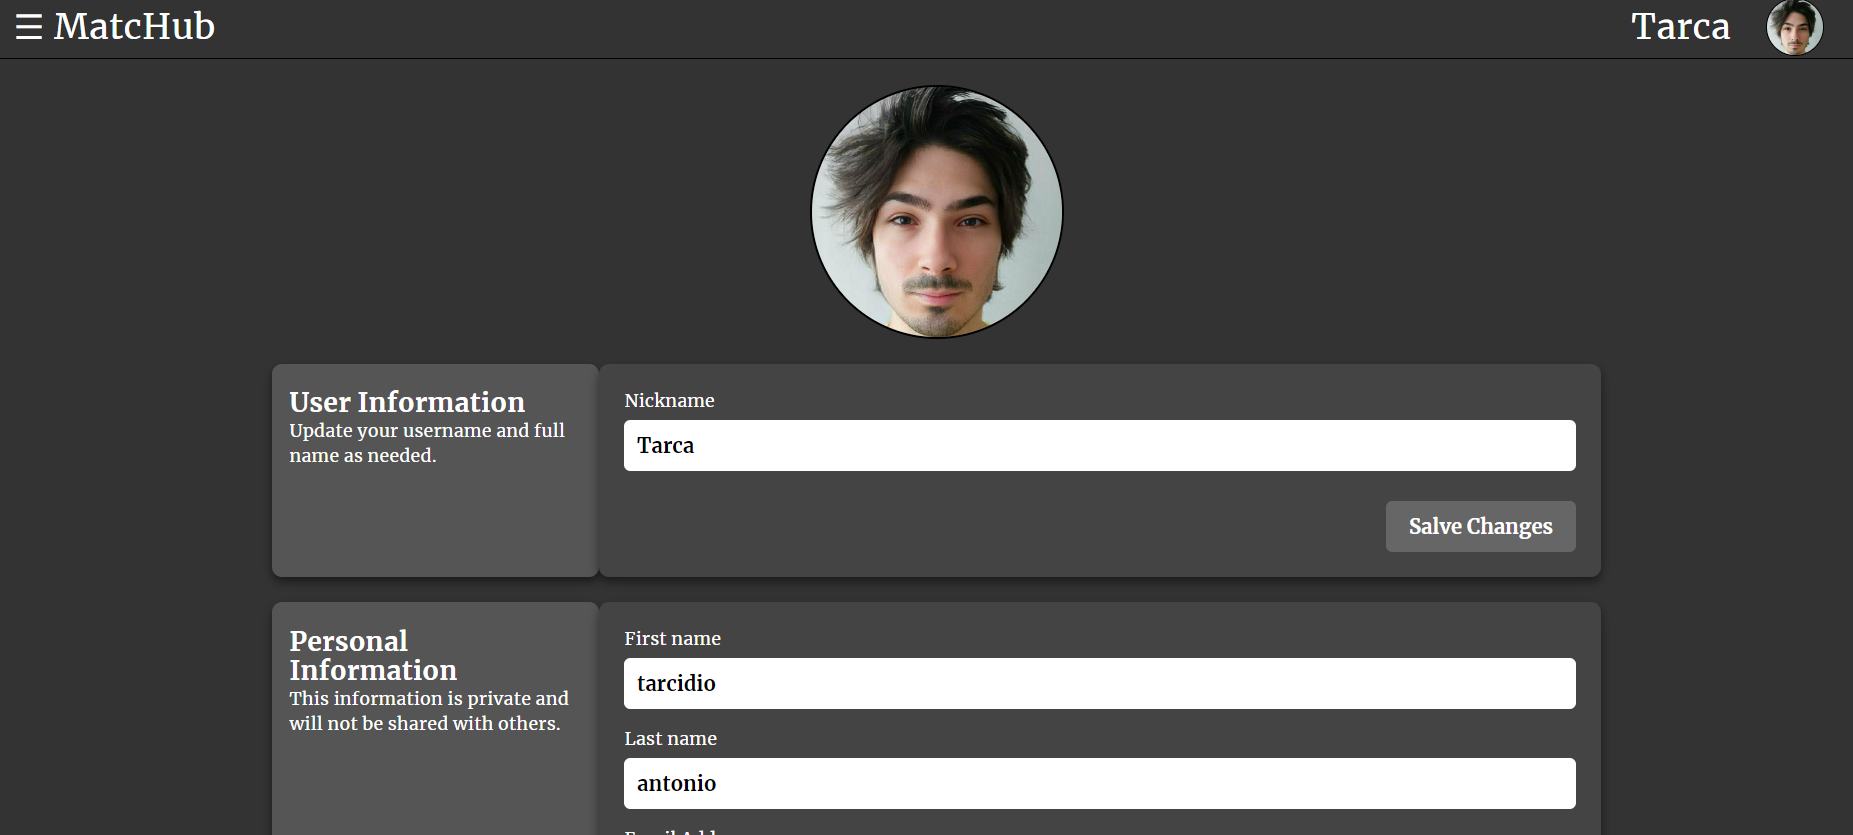 ☰ MatcHub
Tarca
User Information
Update your username and full
name as needed.
Nickname
Tarca
Salve Changes
Personal
Information
This information is private and
will not be shared with others.
First name
tarcidio
Last name
antonio